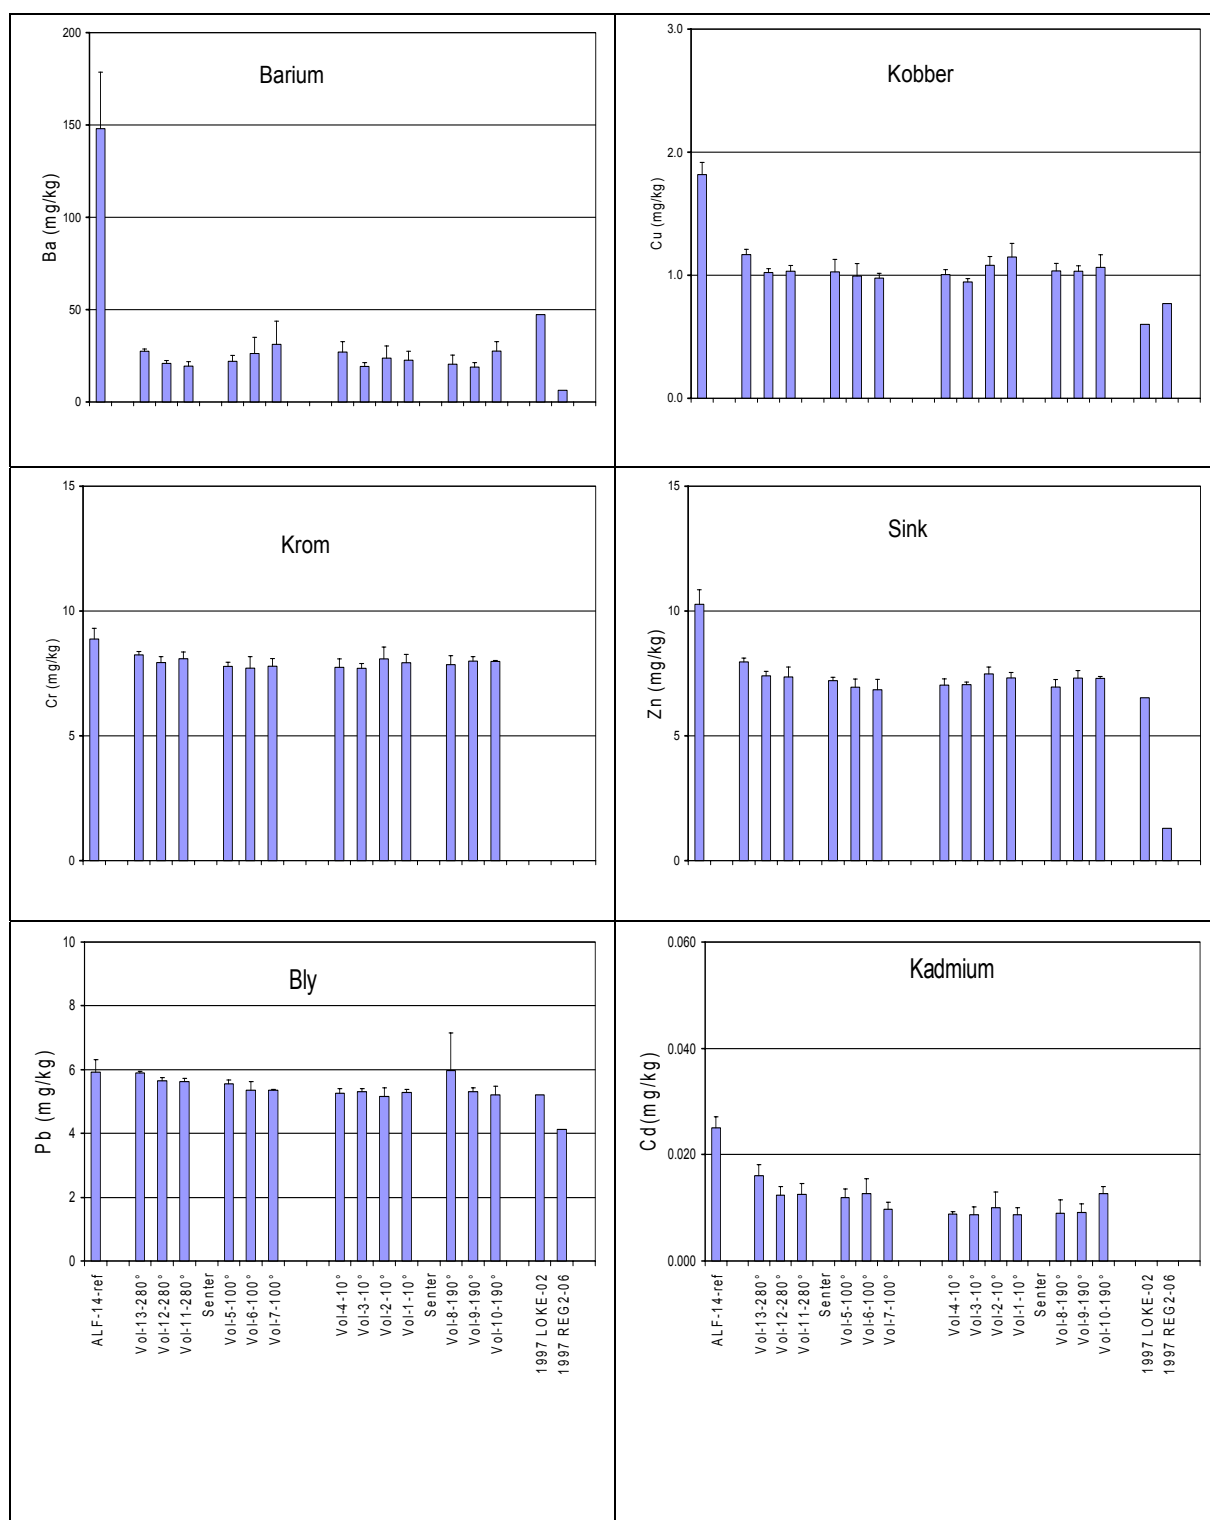 Barium
Ba (mg/kg)
200
150
100
50
0
Kobber
Cu (mg/kg)
3.0
2.0
1.0
0.0
Krom
Cr (mg/kg)
15
10
5
0
Sink
Zn (mg/kg)
15
10
5
0
Bly
Pb (mg/kg)
10
8
6
4
2
0
ALF-14-ref
Vol-13-280°
Vol-12-280°
Vol-11-280°
Senter
Vol-5-100°
Vol-6-100°
Vol-7-100°
Vol-4-10°
Vol-3-10°
Vol-2-10°
Vol-1-10°
Senter
Vol-8-190°
Vol-9-190°
Vol-10-190°
1997 LOKE-02
1997 REG2-06
Kadmium
Cd (mg/kg)
0.060
0.040
0.020
0.000
ALF-14-ref
Vol-13-280°
Vol-12-280°
Vol-11-280°
Senter
Vol-5-100°
Vol-6-100°
Vol-7-100°
Vol-4-10°
Vol-3-10°
Vol-2-10°
Vol-1-10°
Senter
Vol-8-190°
Vol-9-190°
Vol-10-190°
1997 LOKE-02
1997 REG2-06